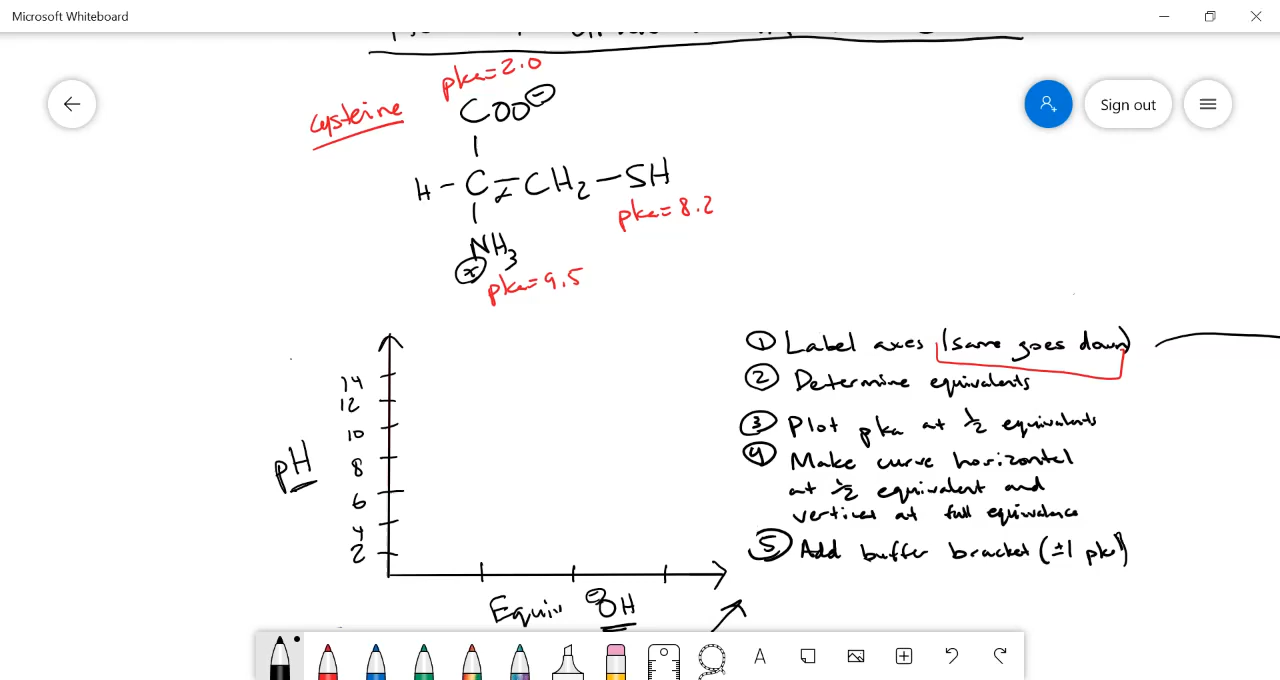 Microsoft Whiteboard
Sign out
pka=2.0
cysteine
COO⊖
H - C - CH2 - SH
pka=8.2
NH3
⊕
pka=9.5
① Label axes (same goes down)
② Determine equivalents
③ Plot pka at ½ equivalents
④ Make curve horizontal
at ½ equivalent and
vertical at full equivalence
⑤ Add buffer bracket (±1 pka)
pH
14
12
10
8
6
4
2
Equiv ⊖OH
A